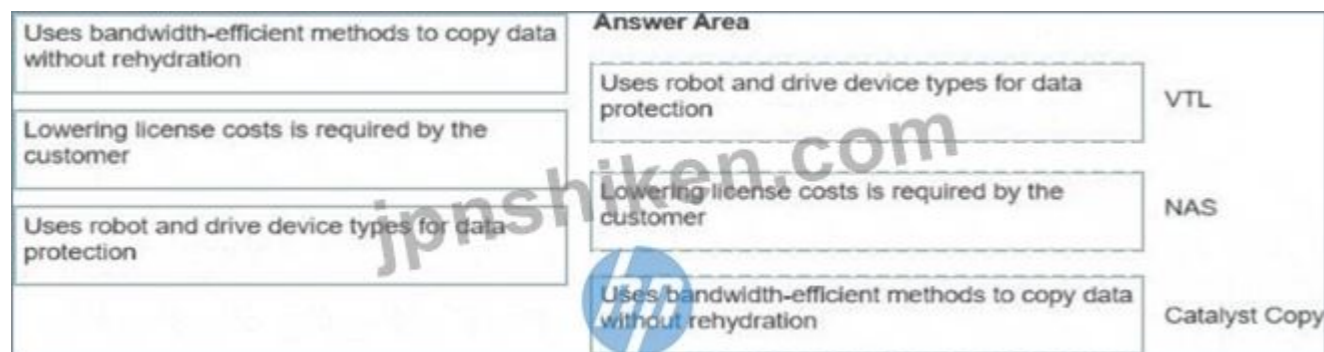 Uses bandwidth-efficient methods to copy data
without rehydration
Lowering license costs is required by the
customer
Uses robot and drive device types for data
protection
Answer Area
Uses robot and drive device types for data
protection
VTL
Lowering license costs is required by the
customer
NAS
Uses bandwidth-efficient methods to copy data
without rehydration
Catalyst Copy
jpnshiken.com
hp